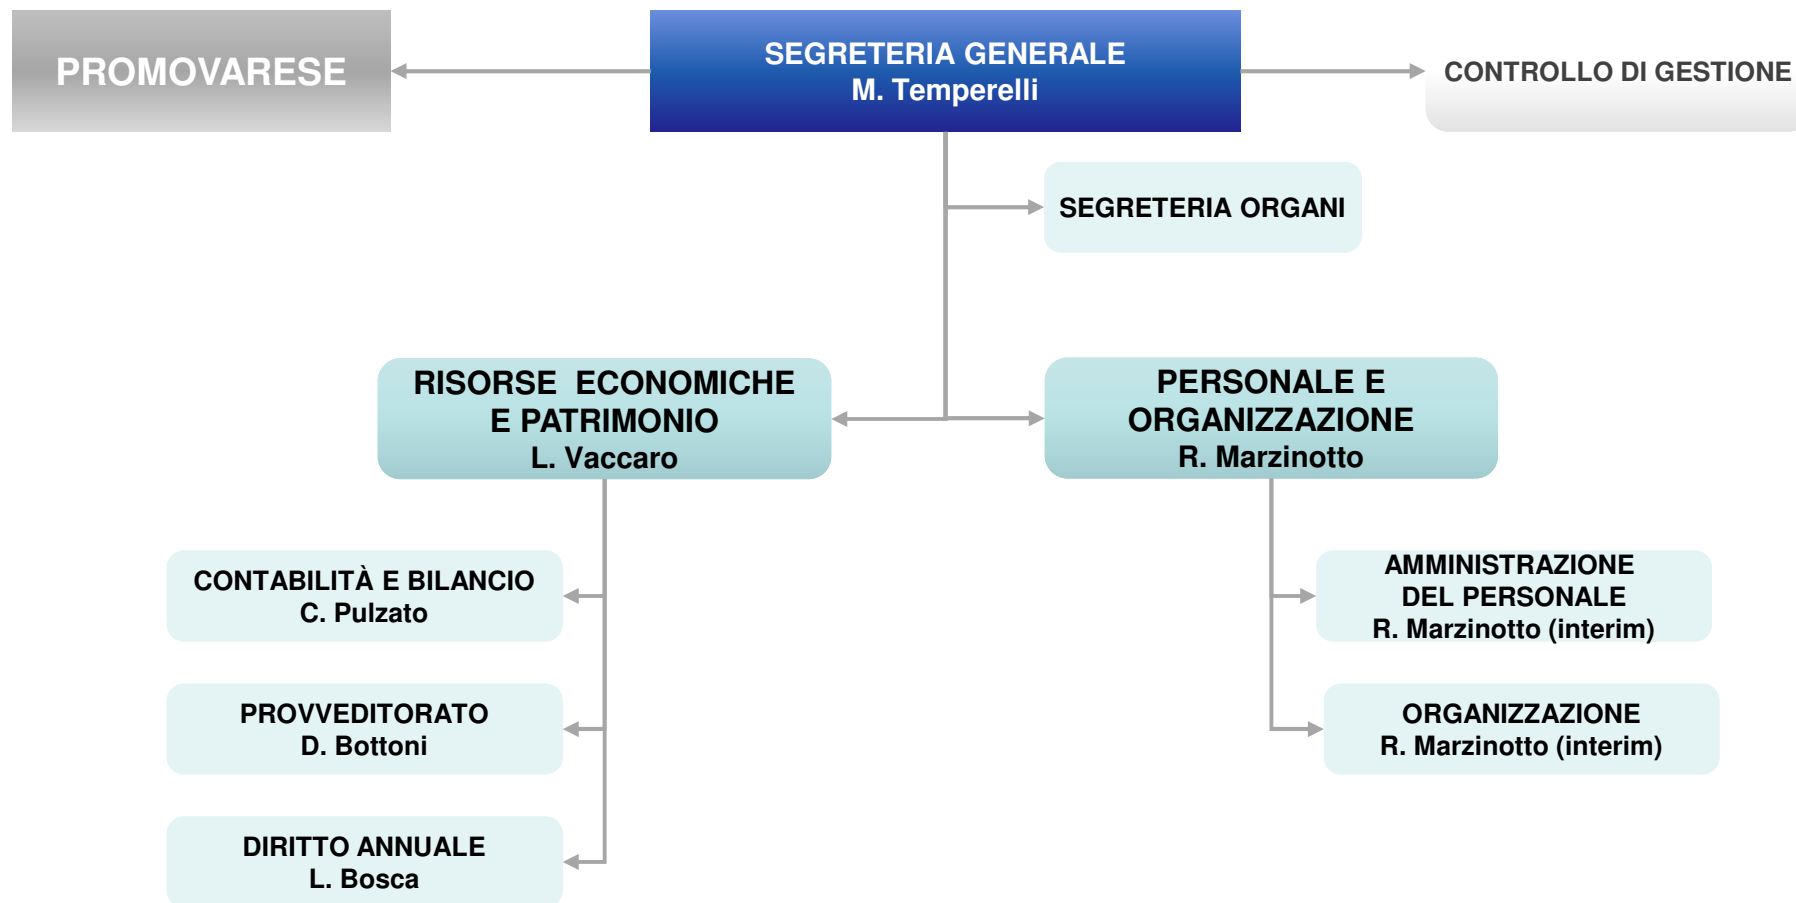 PROMOVARESE
SEGRETERIA GENERALE
M. Temperelli
CONTROLLO DI GESTIONE
SEGRETERIA ORGANI
RISORSE  ECONOMICHE
E PATRIMONIO
L. Vaccaro
PERSONALE E
ORGANIZZAZIONE
R. Marzinotto
CONTABILITÀ E BILANCIO
C. Pulzato
PROVVEDITORATO
D. Bottoni
DIRITTO ANNUALE
L. Bosca
AMMINISTRAZIONE
DEL PERSONALE
R. Marzinotto (interim)
ORGANIZZAZIONE
R. Marzinotto (interim)